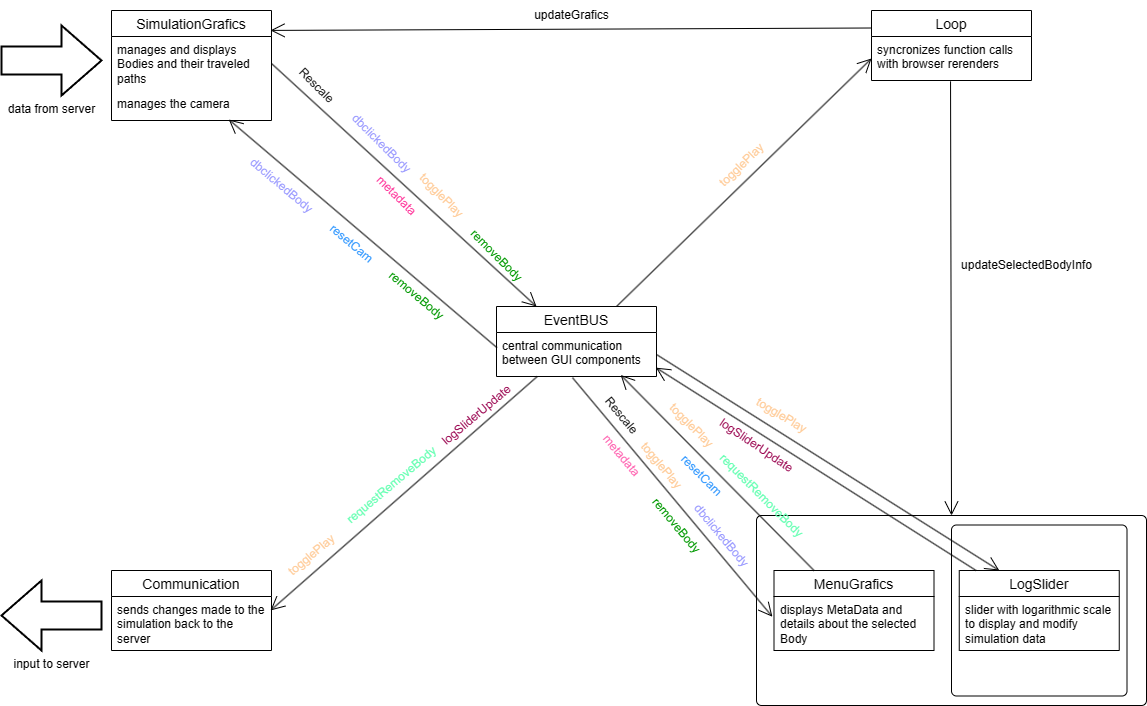 updateGrafics
SimulationGrafics
manages and displays
Bodies and their traveled
paths
manages the camera
Loop
syncronizes function calls
with browser rerenders
data from server
Rescale
dbclickedBody
togglePlay
metadata
removeBody
dbclickedBody
resetCam
removeBody
togglePlay
updateSelectedBodyInfo
EventBUS
central communication
between GUI components
logSliderUpdate
requestRemoveBody
togglePlay
Rescale
metadata
togglePlay
removeBody
dbclickedBody
togglePlay
resetCam
requestRemoveBody
togglePlay
logSliderUpdate
Communication
sends changes made to the
simulation back to the
server
input to server
MenuGrafics
displays MetaData and
details about the selected
Body
LogSlider
slider with logarithmic scale
to display and modify
simulation data